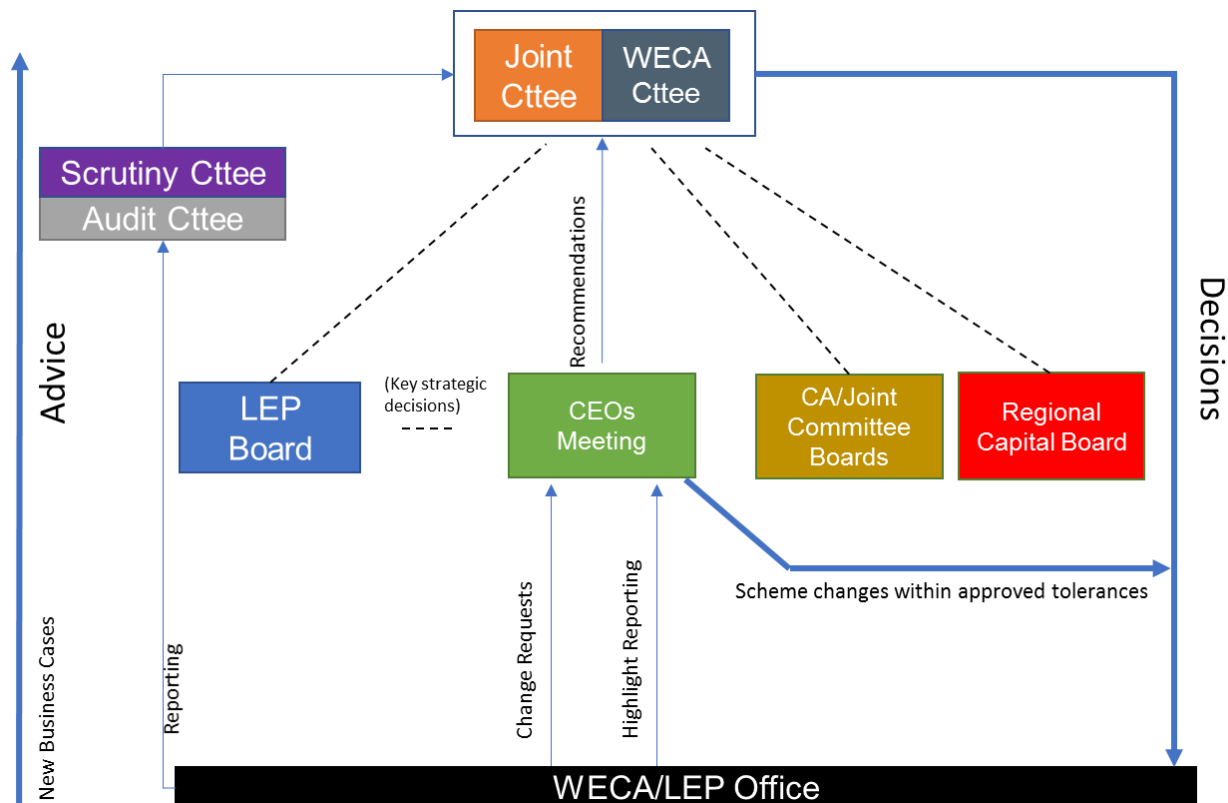 Joint
Cttee
WECA
Cttee
Scrutiny Cttee
Audit Cttee
Recommendations
Advice
Decisions
LEP
Board
(Key strategic
decisions)
CEOs
Meeting
CA/Joint
Committee
Boards
Regional
Capital Board
Scheme changes within approved tolerances
New Business Cases
Reporting
Change Requests
Highlight Reporting
WECA/LEP Office